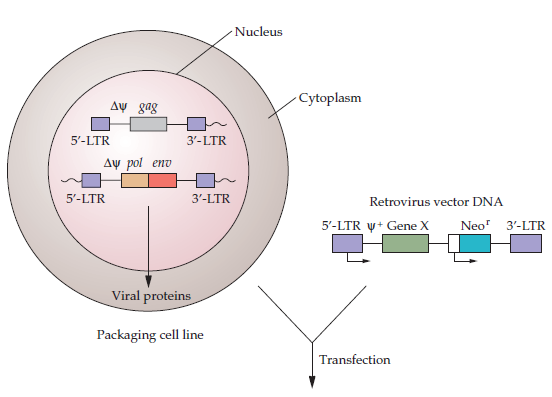 Nucleus
Cytoplasm
Δψ gag
5′-LTR 3′-LTR
Δψ pol env
5′-LTR 3′-LTR
Viral proteins
Packaging cell line
Retrovirus vector DNA
5′-LTR ψ+ Gene X Neoʳ 3′-LTR
Transfection